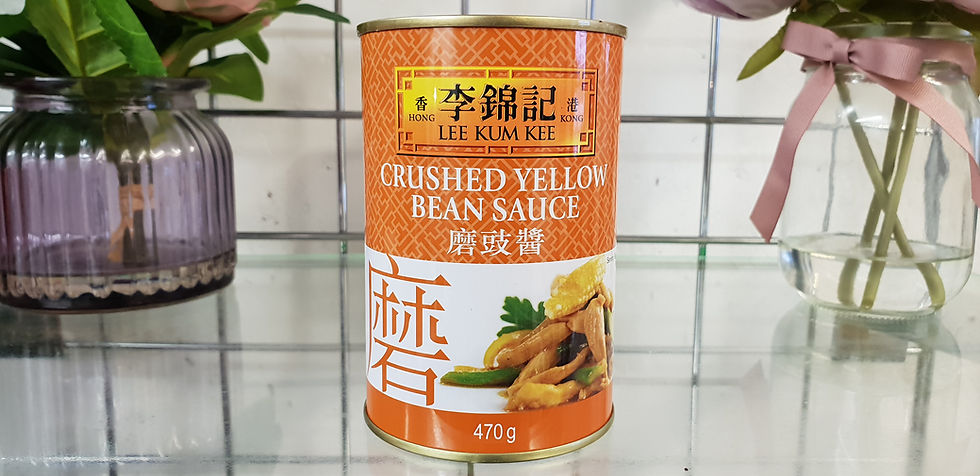 香 李錦記 港
HONG KONG
LEE KUM KEE
CRUSHED YELLOW
BEAN SAUCE
磨豉醬
磨
470g